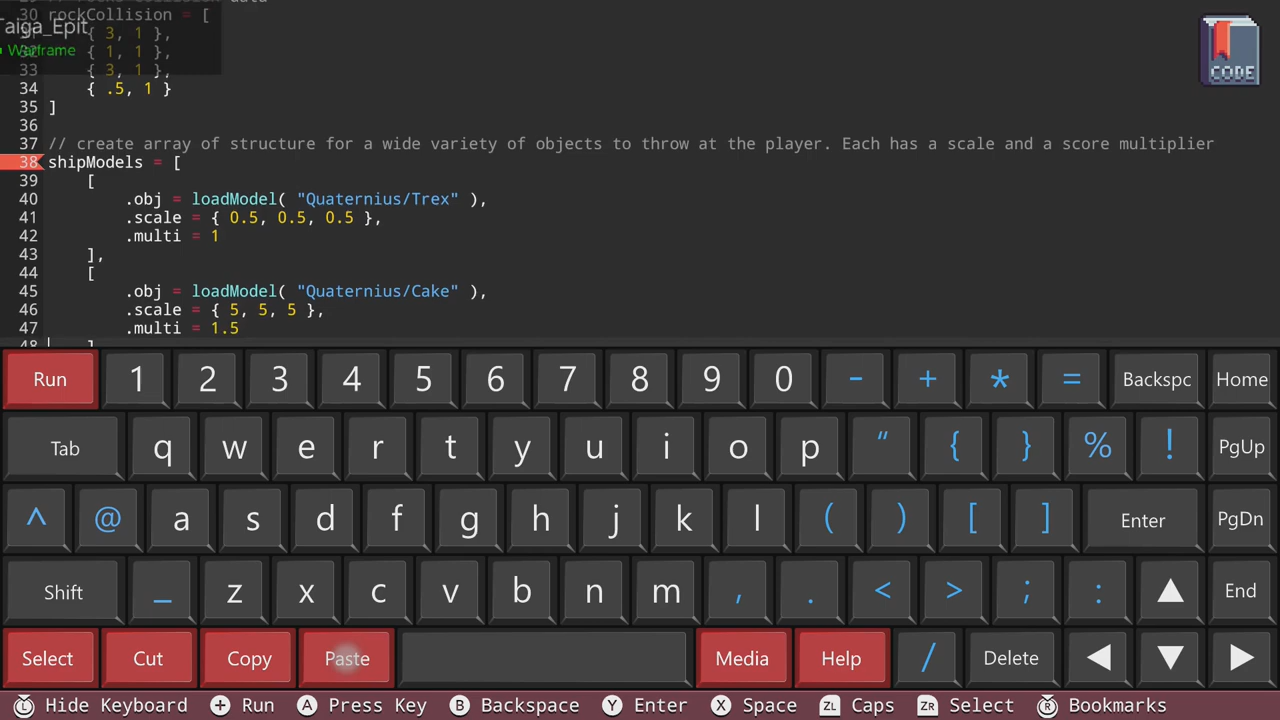 30 rockCollision = [
Taiga_Epit
{ 3, 1 },
32 { 1, 1 },
Warframe
33 { 3, 1 },
34 { .5, 1 }
35 ]
36
37 // create array of structure for a wide variety of objects to throw at the player. Each has a scale and a score multiplier
38 shipModels = [
39 [
40 .obj = loadModel( "Quaternius/Trex" ),
41 .scale = { 0.5, 0.5, 0.5 },
42 .multi = 1
43 ],
44 [
45 .obj = loadModel( "Quaternius/Cake" ),
46 .scale = { 5, 5, 5 },
47 .multi = 1.5
48 ]
CODE
Run 1 2 3 4 5 6 7 8 9 0 - + * = Backspc Home
Tab q w e r t y u i o p " { } % ! PgUp
^ @ a s d f g h j k l ( ) [ ] Enter PgDn
Shift _ z x c v b n m , . < > ; : ▲ End
Select Cut Copy Paste Media Help / Delete ◀ ▼ ▶
L Hide Keyboard + Run A Press Key B Backspace Y Enter X Space ZL Caps ZR Select R Bookmarks